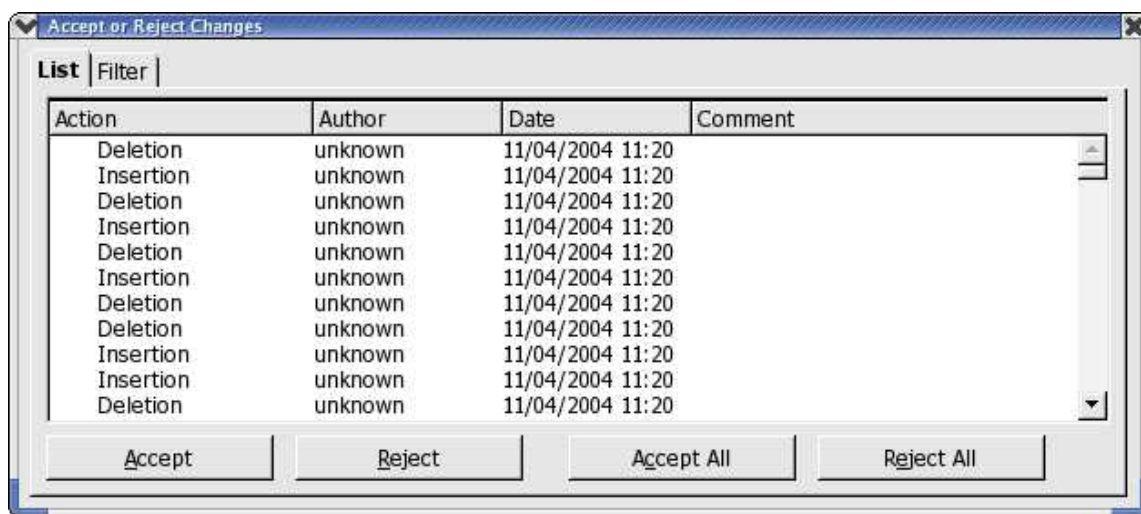 Accept or Reject Changes
List Filter
Action Author Date Comment
Deletion unknown 11/04/2004 11:20
Insertion unknown 11/04/2004 11:20
Deletion unknown 11/04/2004 11:20
Insertion unknown 11/04/2004 11:20
Deletion unknown 11/04/2004 11:20
Insertion unknown 11/04/2004 11:20
Deletion unknown 11/04/2004 11:20
Deletion unknown 11/04/2004 11:20
Insertion unknown 11/04/2004 11:20
Insertion unknown 11/04/2004 11:20
Deletion unknown 11/04/2004 11:20
Accept Reject Accept All Reject All